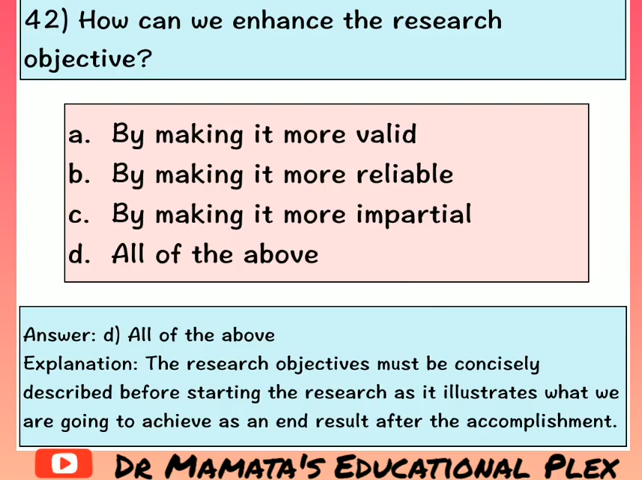 42) How can we enhance the research
objective?
a. By making it more valid
b. By making it more reliable
c. By making it more impartial
d. All of the above
Answer: d) All of the above
Explanation: The research objectives must be concisely
described before starting the research as it illustrates what we
are going to achieve as an end result after the accomplishment.
DR MAMATA'S EDUCATIONAL PLEX